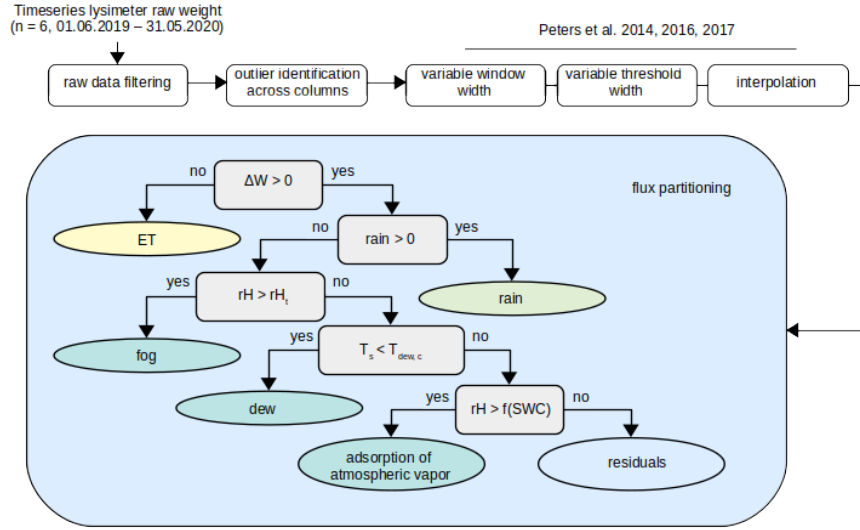 Timeseries lysimeter raw weight
(n = 6, 01.06.2019 – 31.05.2020)
Peters et al. 2014, 2016, 2017
raw data filtering
outlier identification
across columns
variable window
width
variable threshold
width
interpolation
flux partitioning
no
ΔW > 0
yes
ET
no
rain > 0
yes
rain
yes
rH > rHt
no
fog
yes
Ts < Tdew, c
no
dew
yes
rH > f(SWC)
no
adsorption of
atmospheric vapor
residuals